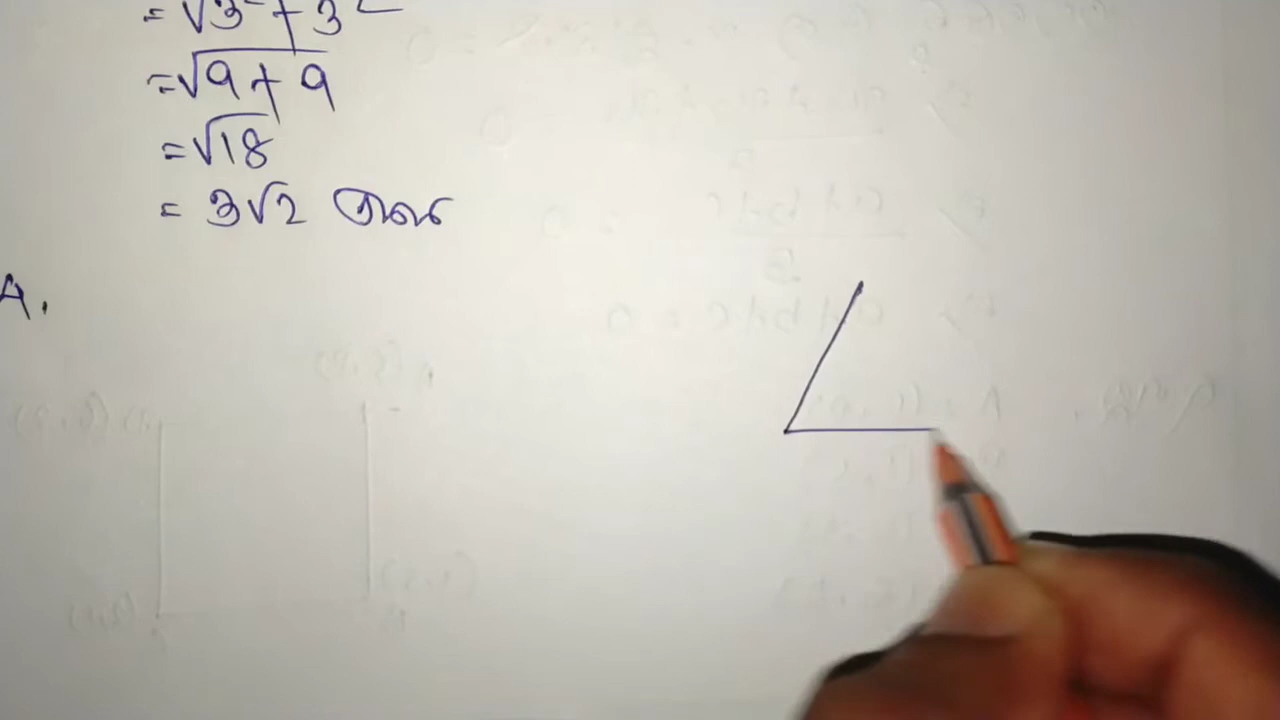 = √3² + 3²
= √9 + 9
= √18
= 3√2 একক
A.